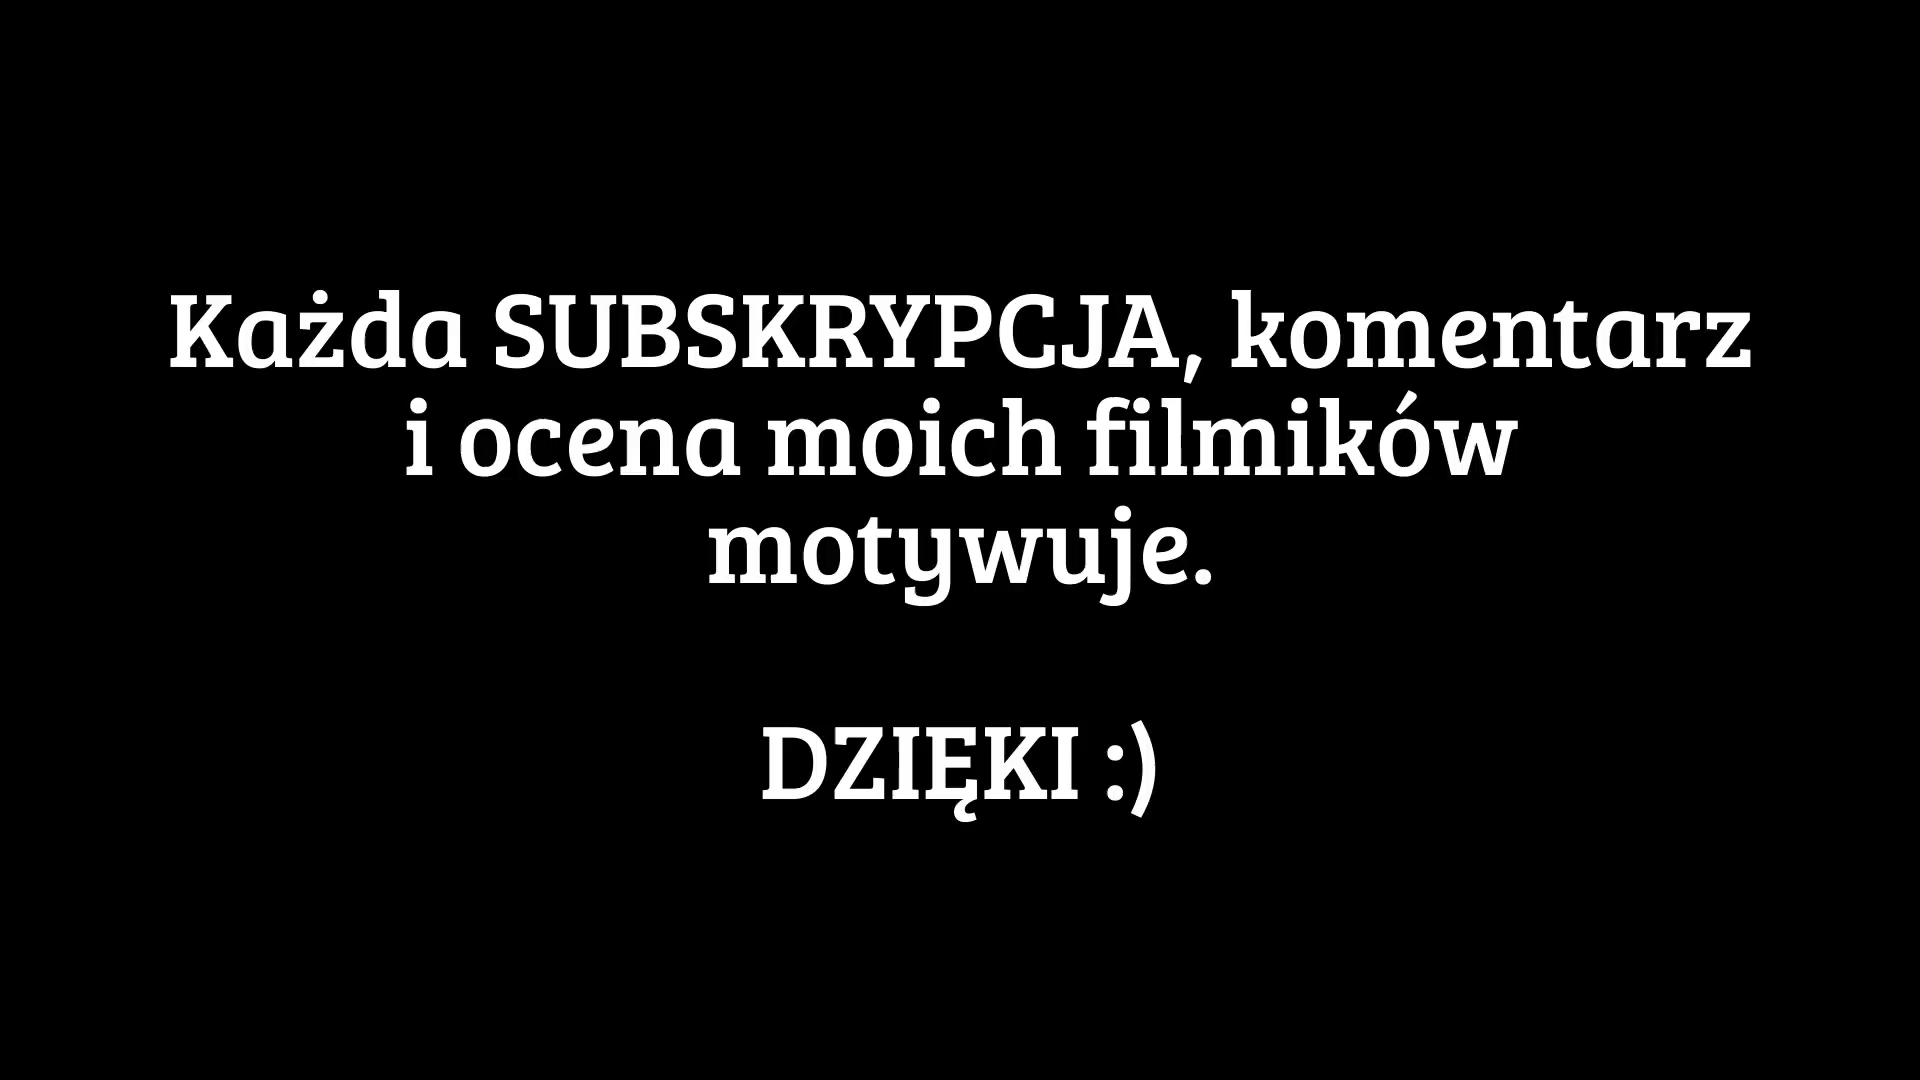 Każda SUBSKRYPCJA, komentarz
i ocena moich filmików
motywuje.
DZIĘKI :)